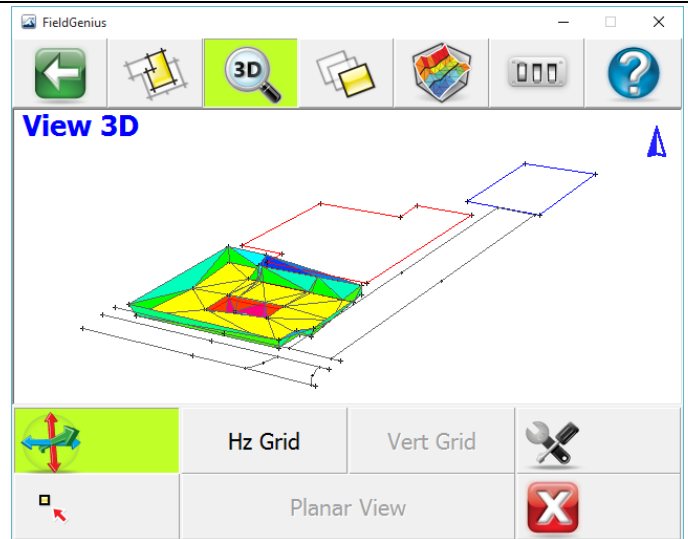 FieldGenius
3D
View 3D
Hz Grid
Vert Grid
Planar View